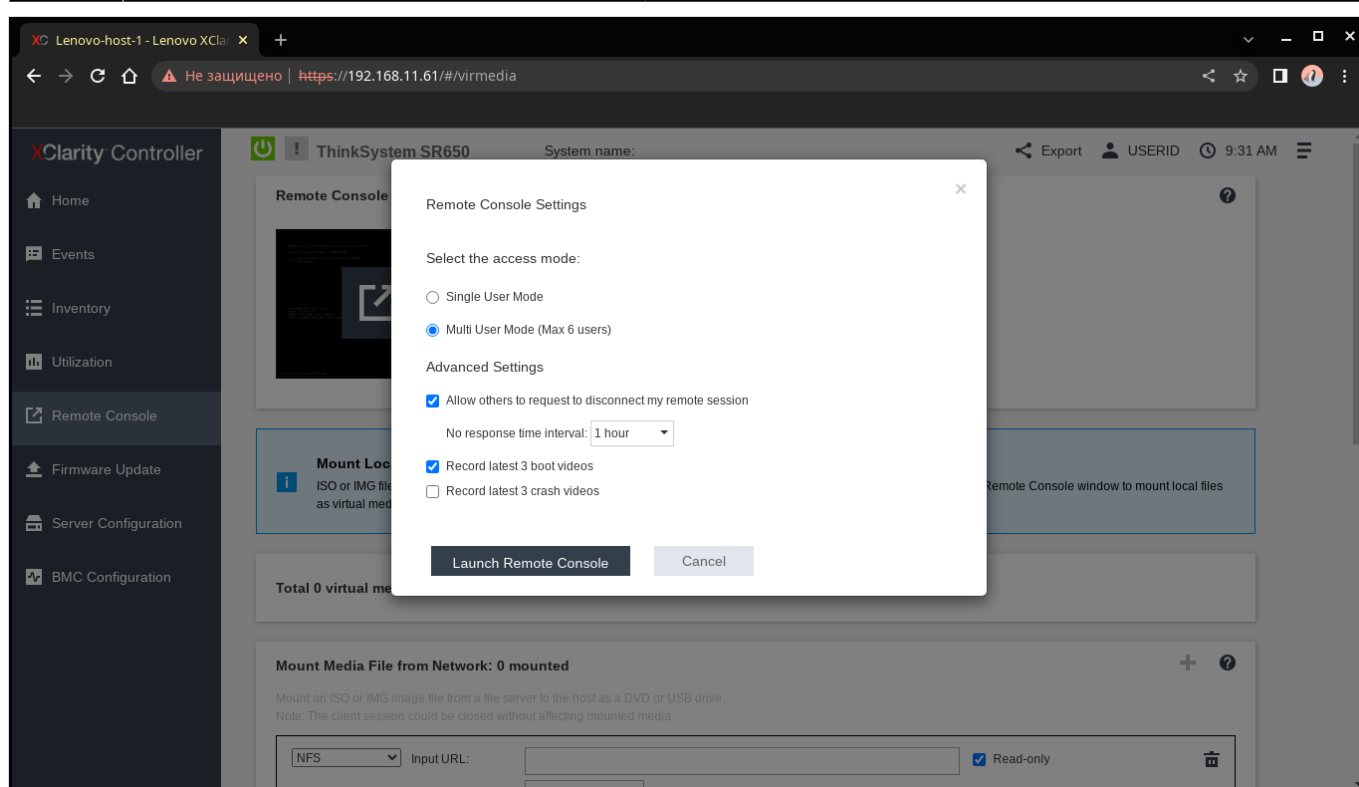 XC Lenovo-host-1 - Lenovo XCla
Не защищено | https://192.168.11.61/#/virmedia
XClarity Controller
ThinkSystem SR650
System name:
Export
USERID
9:31 AM
Home
Events
Inventory
Utilization
Remote Console
Firmware Update
Server Configuration
BMC Configuration
Remote Console
Remote Console Settings
Select the access mode:
Single User Mode
Multi User Mode (Max 6 users)
Advanced Settings
Allow others to request to disconnect my remote session
No response time interval: 1 hour
Record latest 3 boot videos
Record latest 3 crash videos
Launch Remote Console
Cancel
Mount Loc
ISO or IMG file
Remote Console window to mount local files
as virtual med
Total 0 virtual me
Mount Media File from Network: 0 mounted
Mount an ISO or IMG image file from a file server to the host as a DVD or USB drive.
Note: The client session could be closed without affecting mounted media.
NFS
Input URL:
Read-only